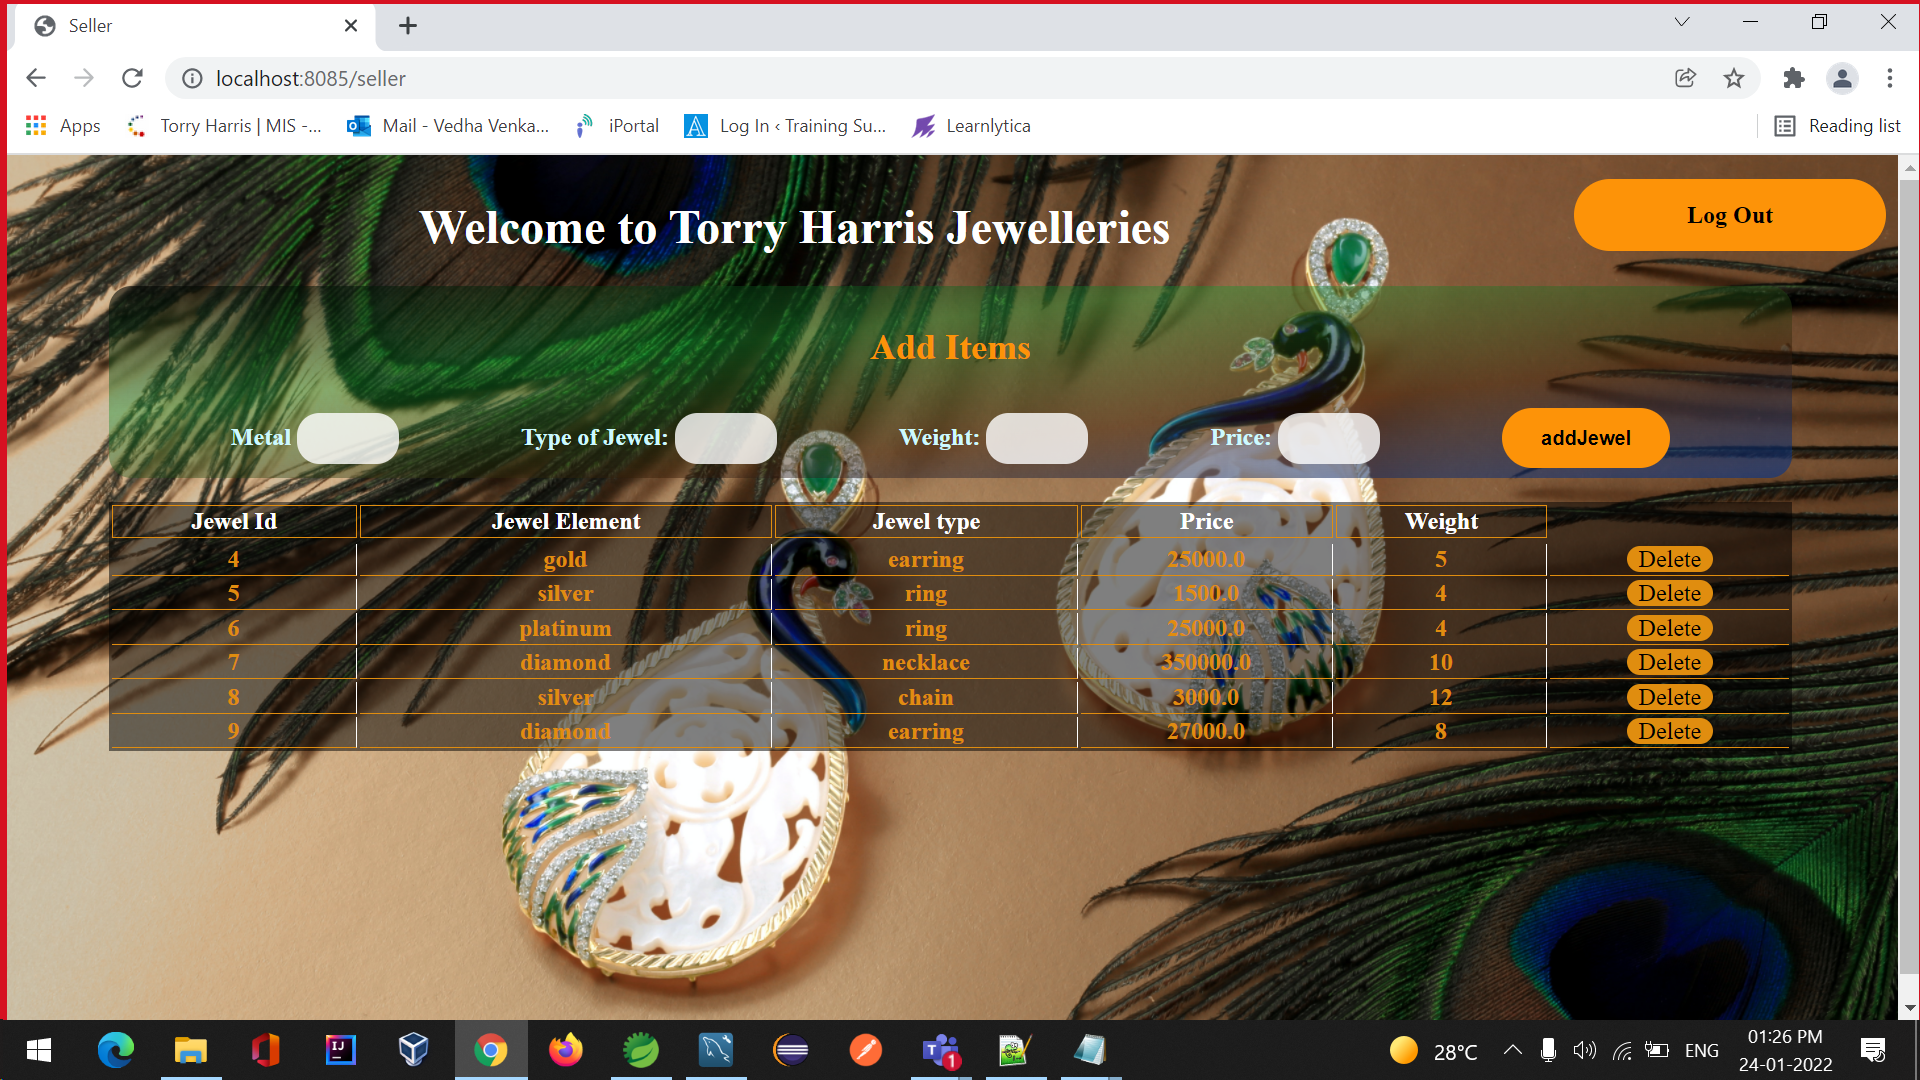 Seller
localhost:8085/seller
Apps Torry Harris | MIS -... Mail - Vedha Venka... iPortal Log In ‹ Training Su... Learnlytica Reading list
Welcome to Torry Harris Jewelleries
Log Out
Add Items
Metal Type of Jewel: Weight: Price: addJewel
Jewel Id Jewel Element Jewel type Price Weight
4 gold earring 25000.0 5 Delete
5 silver ring 1500.0 4 Delete
6 platinum ring 25000.0 4 Delete
7 diamond necklace 350000.0 10 Delete
8 silver chain 3000.0 12 Delete
9 diamond earring 27000.0 8 Delete
28°C ENG 01:26 PM
24-01-2022
IJ
T 1